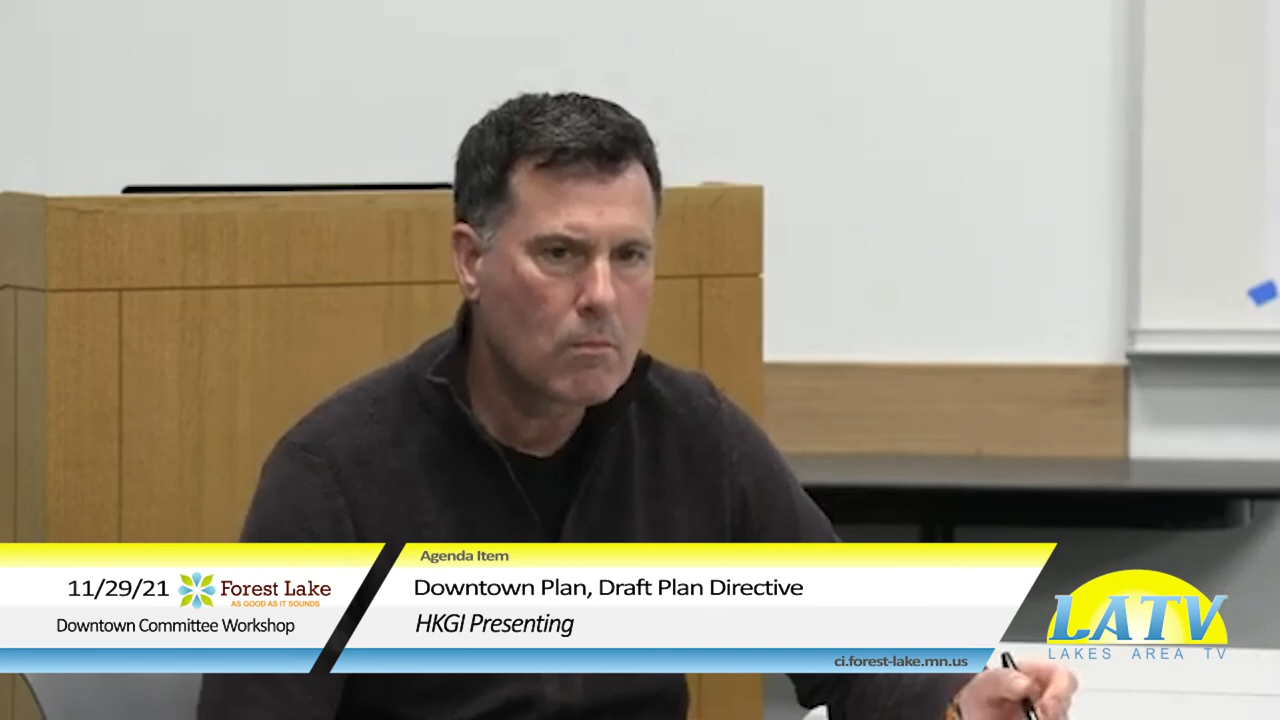 Agenda Item
11/29/21 Forest Lake
AS GOOD AS IT SOUNDS
Downtown Committee Workshop
Downtown Plan, Draft Plan Directive
HKGI Presenting
ci.forest-lake.mn.us
LATV
LAKES AREA TV